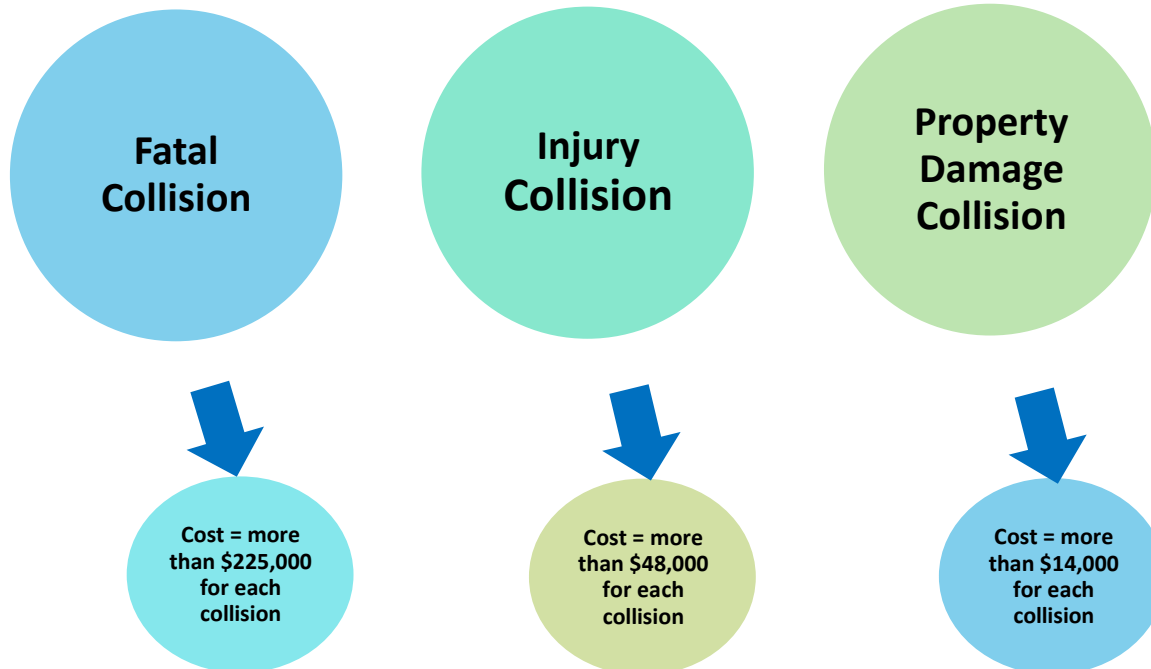 Fatal
Collision
Injury
Collision
Property
Damage
Collision
Cost = more
than $225,000
for each
collision
Cost = more
than $48,000
for each
collision
Cost = more
than $14,000
for each
collision